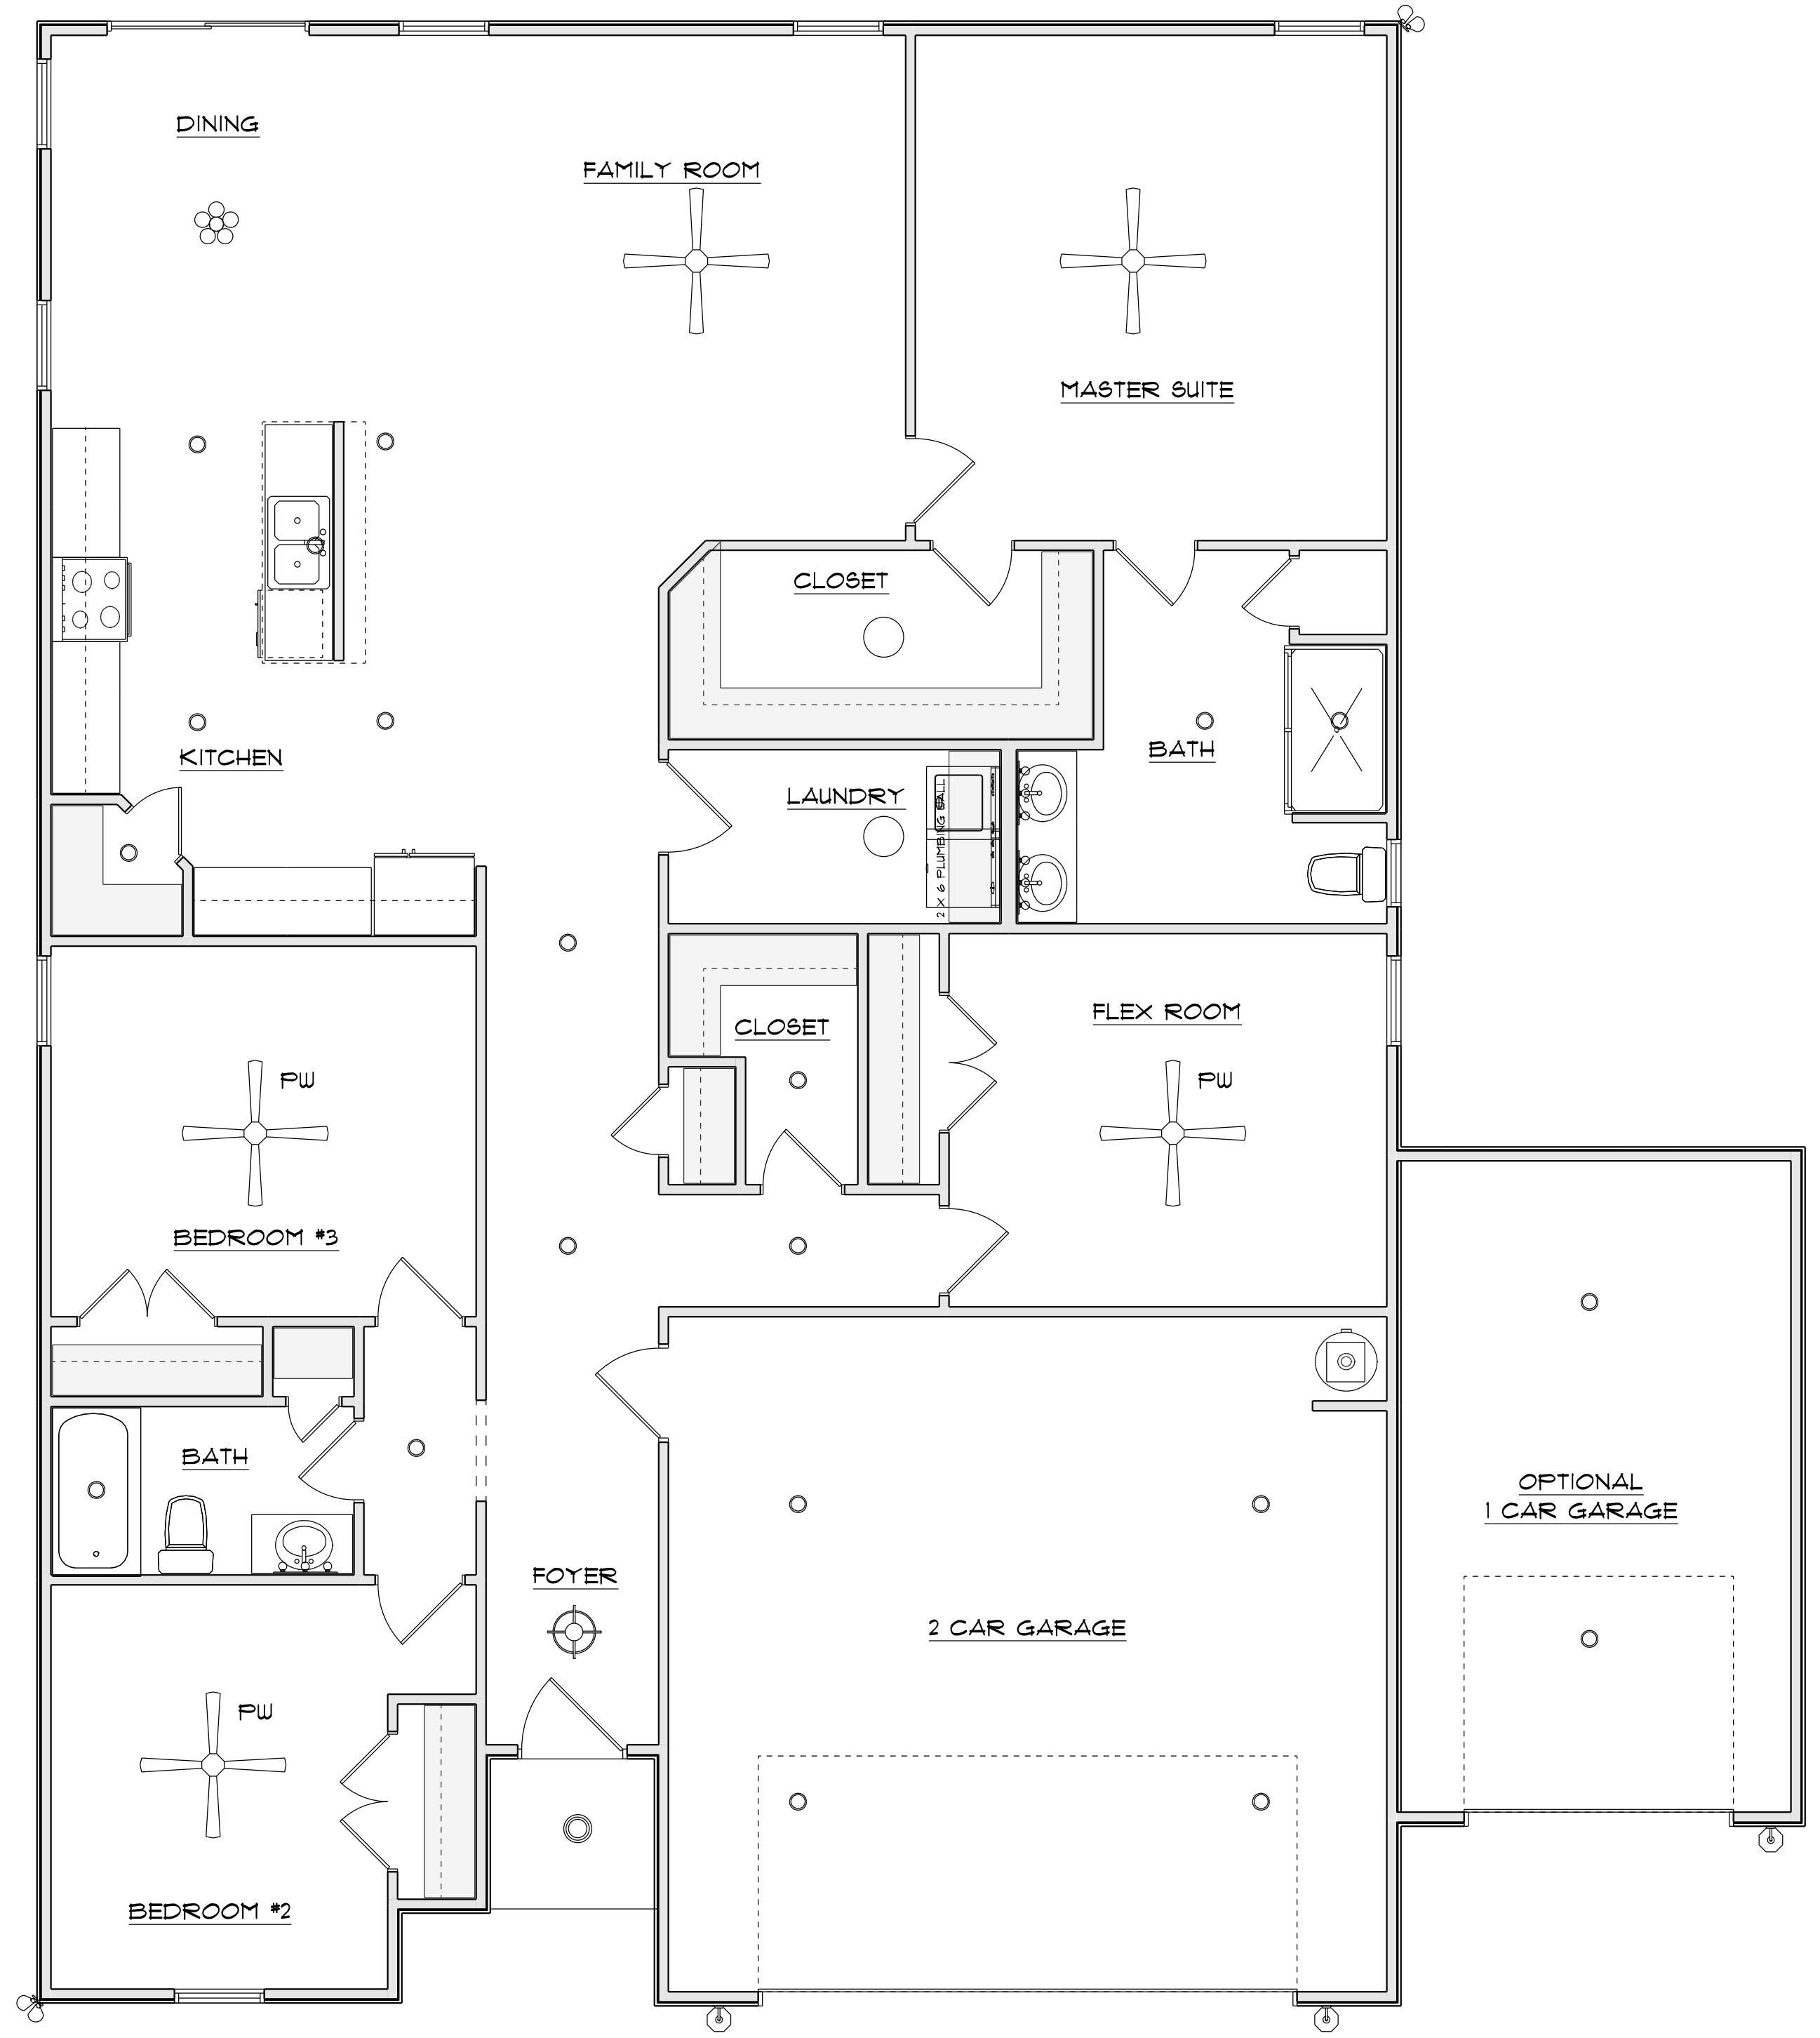 DINING
FAMILY ROOM
MASTER SUITE
CLOSET
KITCHEN
BATH
LAUNDRY
2 X 6 PLUMBING WALL
CLOSET
FLEX ROOM
PW
PW
BEDROOM #3
BATH
OPTIONAL
1 CAR GARAGE
FOYER
2 CAR GARAGE
PW
BEDROOM #2